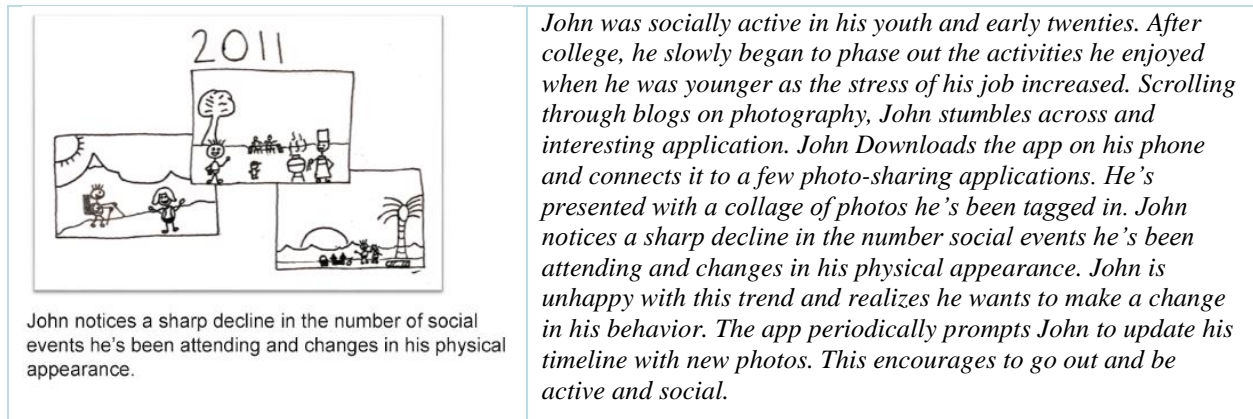 2011
John notices a sharp decline in the number of social
events he's been attending and changes in his physical
appearance.
John was socially active in his youth and early twenties. After
college, he slowly began to phase out the activities he enjoyed
when he was younger as the stress of his job increased. Scrolling
through blogs on photography, John stumbles across and
interesting application. John Downloads the app on his phone
and connects it to a few photo-sharing applications. He's
presented with a collage of photos he's been tagged in. John
notices a sharp decline in the number social events he's been
attending and changes in his physical appearance. John is
unhappy with this trend and realizes he wants to make a change
in his behavior. The app periodically prompts John to update his
timeline with new photos. This encourages to go out and be
active and social.